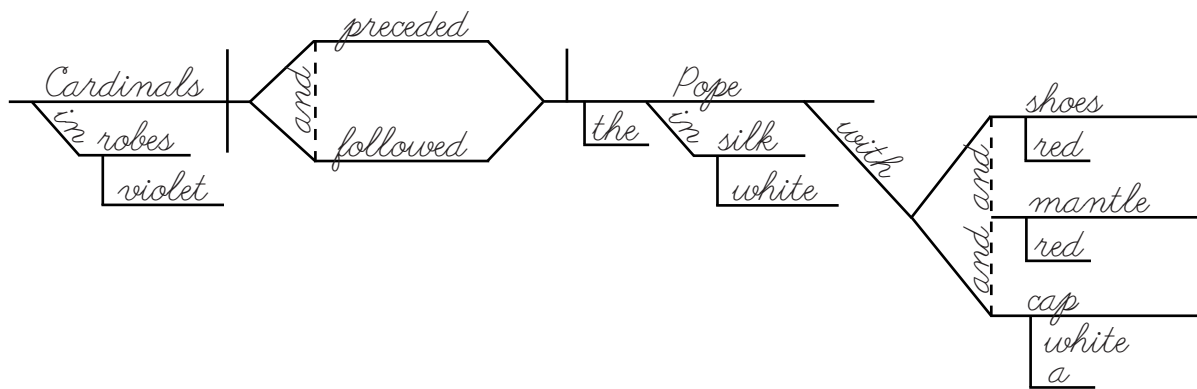 Cardinals
in robes
violet
preceded
and
followed
the
Pope
in silk
white
with
shoes
red
and
mantle
red
and
cap
white
a